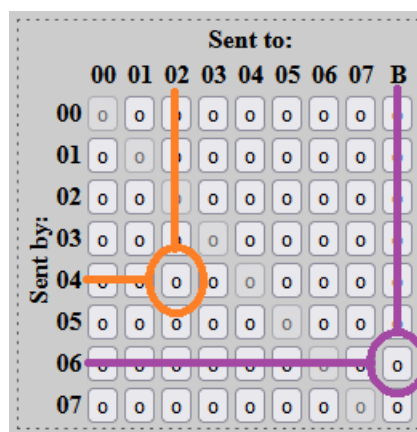 Sent to:
00 01 02 03 04 05 06 07 B
Sent by:
00 o o o o o o o o o
01 o o o o o o o o o
02 o o o o o o o o o
03 o o o o o o o o o
04 o o o o o o o o o
05 o o o o o o o o o
06 o o o o o o o o o
07 o o o o o o o o o